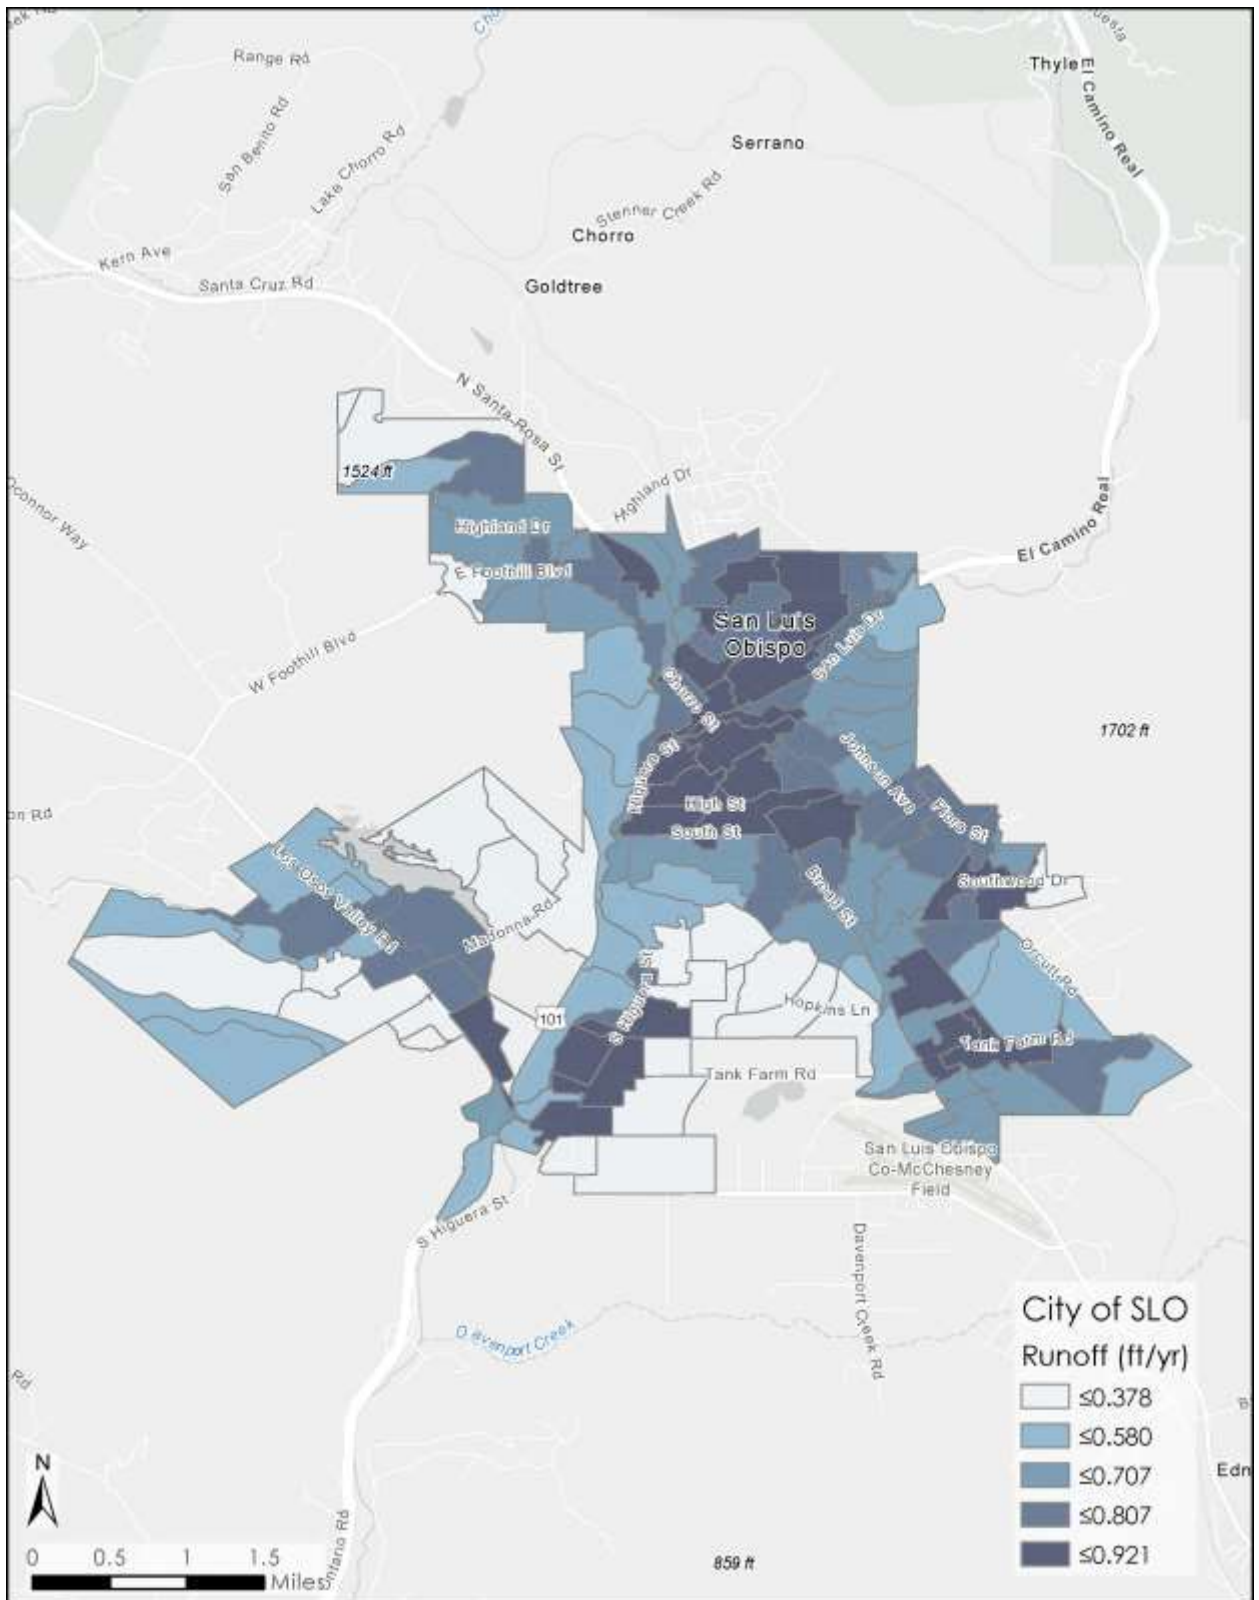 Range Rd
San Benito Rd
Lake Chorro Rd
Cho
Thyle
El Camino Real
Serrano
Stenner Creek Rd
Chorro
Kern Ave
Santa Cruz Rd
Goldtree
N Santa Rosa St
1524 ft
Highland Dr
Highland Dr
El Camino Real
E Foothill Blvd
San Luis
Obispo
San Luis Dr
W Foothill Blvd
Chorro St
1702 ft
Higuera St
Johnson Ave
High St
South St
Flora St
on Rd
Los Osos Valley Rd
Madonna Rd
Broad St
Southwood Dr
Orcutt Rd
S Higuera St
Hopkins Ln
101
Tank Farm Rd
Tank Farm Rd
San Luis Obispo
Co-McChesney
Field
S Higuera St
Davenport Creek Rd
Davenport Creek
Rd
City of SLO
Runoff (ft/yr)
≤0.378
≤0.580
≤0.707
≤0.807
≤0.921
Edn
N
0 0.5 1 1.5
Miles
859 ft